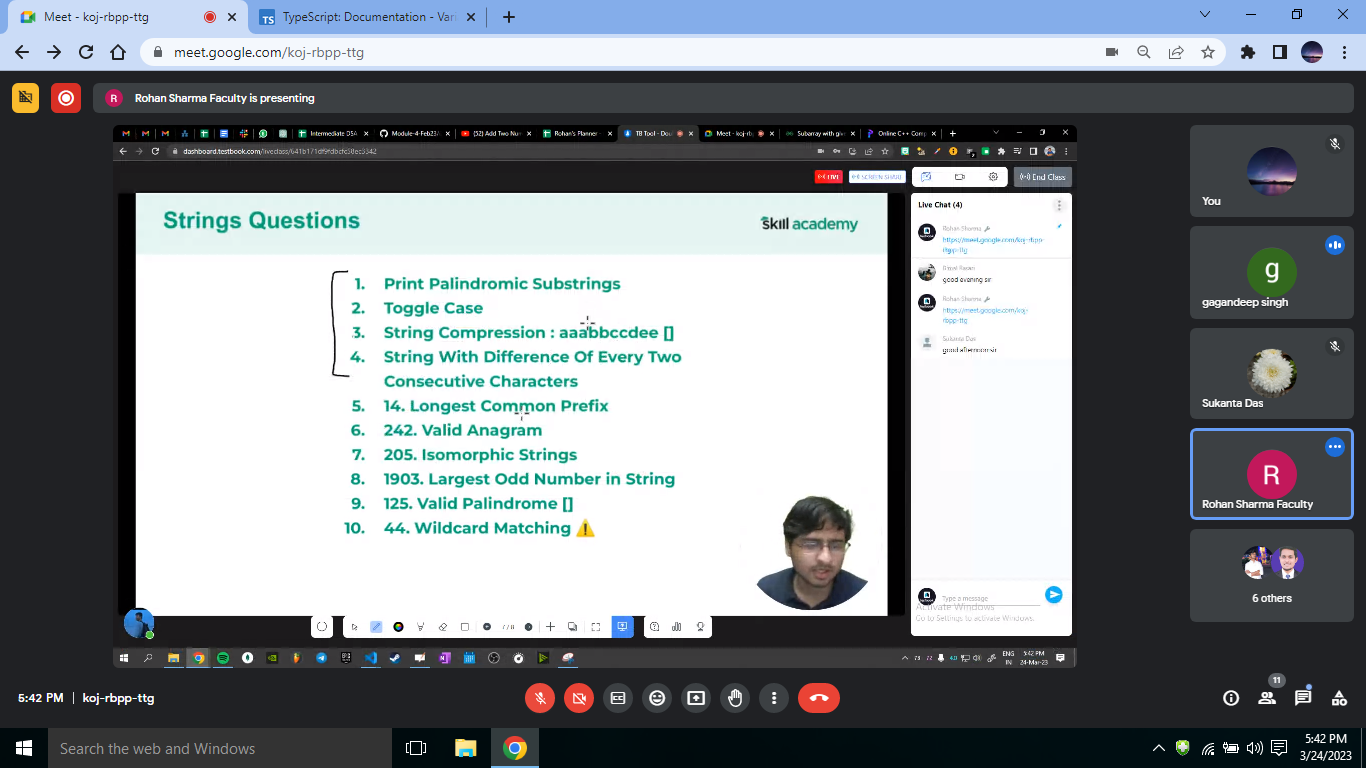 Meet - koj-rbpp-ttg
TS TypeScript: Documentation - Vari
meet.google.com/koj-rbpp-ttg
R Rohan Sharma Faculty is presenting
Intermediate DSA
Module-4-Feb23/
(52) Add Two Nun
Rohan's Planner -
TB Tool - Dou
Meet - koj-rb
Subarray with giv
Online C++ Comp
dashboard.testbook.com/liveclass/641b171df9fdbcfc58ec3342
LIVE
SCREEN SHARE
End Class
Strings Questions
skill academy
1. Print Palindromic Substrings
2. Toggle Case
3. String Compression : aaabbccdee []
4. String With Difference Of Every Two
Consecutive Characters
5. 14. Longest Common Prefix
6. 242. Valid Anagram
7. 205. Isomorphic Strings
8. 1903. Largest Odd Number in String
9. 125. Valid Palindrome []
10. 44. Wildcard Matching
Live Chat (4)
Rohan Sharma
https://meet.google.com/koj-
rbpp-ttg
good evening sir
Rohan Sharma
https://meet.google.com/koj-
rbpp-ttg
Sukanta Das
good afternoon sir
Type a message
Activate Windows
Go to Settings to activate Windows.
ENG
IN
5:42 PM
24-Mar-23
You
g
gagandeep singh
Sukanta Das
R
Rohan Sharma Faculty
6 others
5:42 PM | koj-rbpp-ttg
11
Search the web and Windows
5:42 PM
3/24/2023